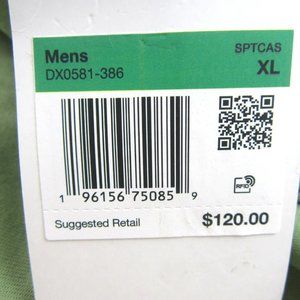 Mens SPTCAS
DX0581-386 XL
1 96156 75085 9
RFID
Suggested Retail $120.00